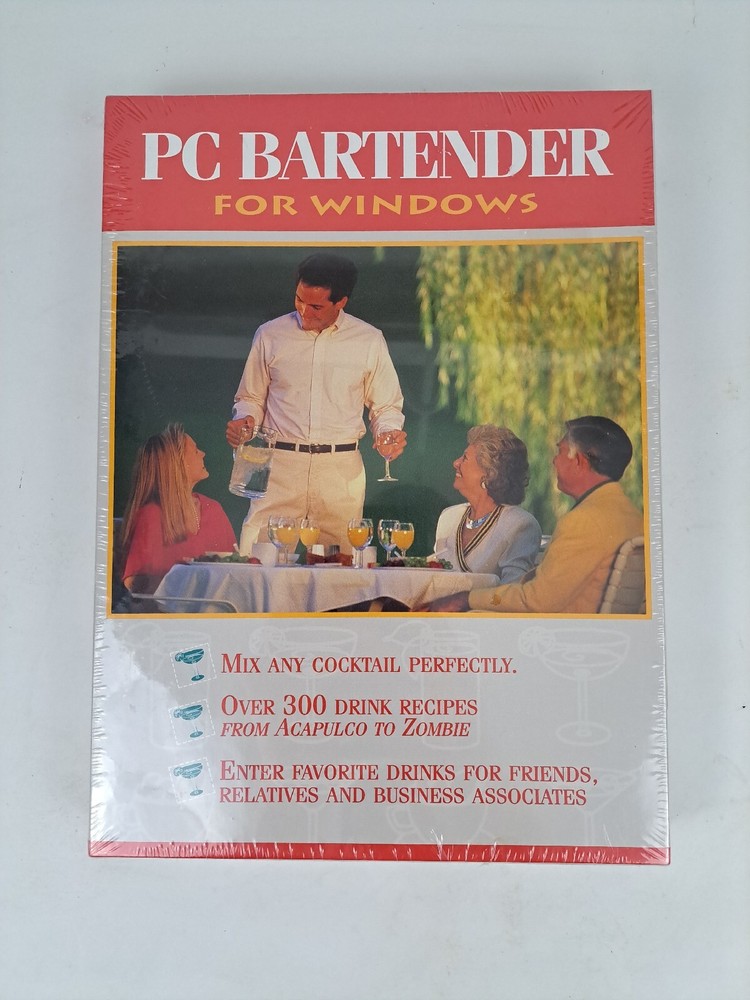 PC BARTENDER
FOR WINDOWS
MIX ANY COCKTAIL PERFECTLY.
OVER 300 DRINK RECIPES
FROM ACAPULCO TO ZOMBIE
ENTER FAVORITE DRINKS FOR FRIENDS,
RELATIVES AND BUSINESS ASSOCIATES